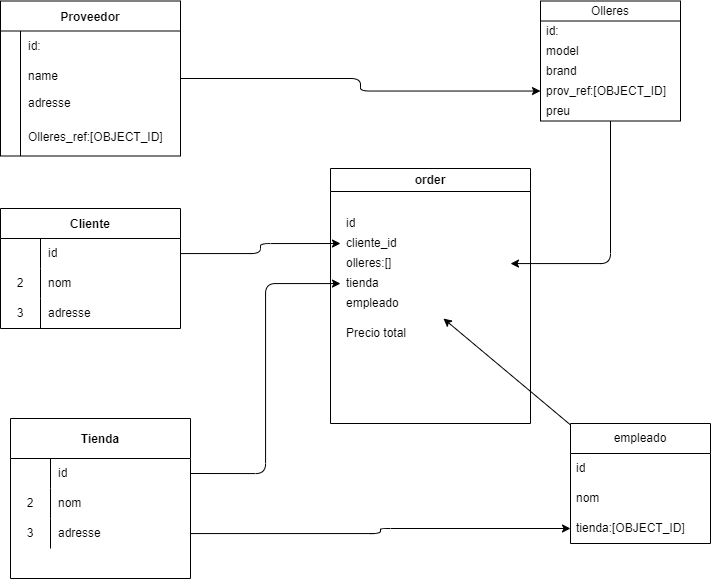 Proveedor
id:
name
adresse
Olleres_ref:[OBJECT_ID]
Olleres
id:
model
brand
prov_ref:[OBJECT_ID]
preu
order
id
cliente_id
olleres:[]
tienda
empleado
Precio total
Cliente
id
2 nom
3 adresse
Tienda
id
2 nom
3 adresse
empleado
id
nom
tienda:[OBJECT_ID]